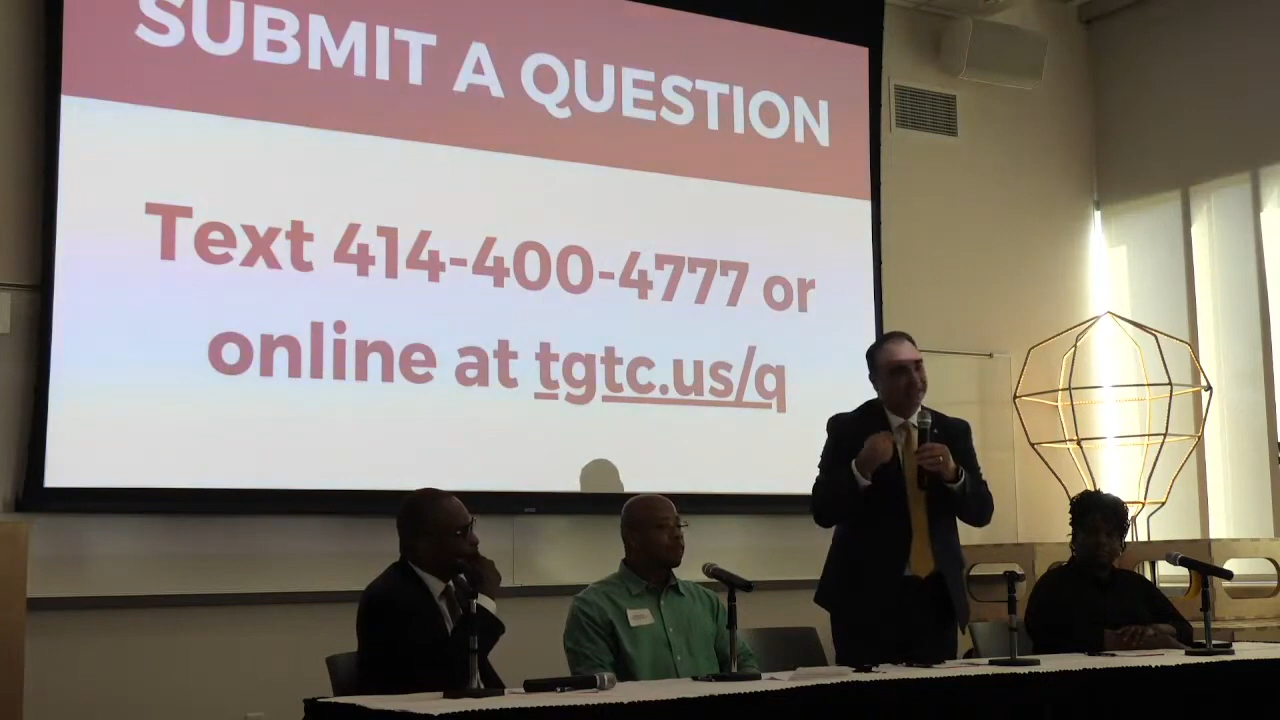 SUBMIT A QUESTION
Text 414-400-4777 or
online at tgtc.us/q